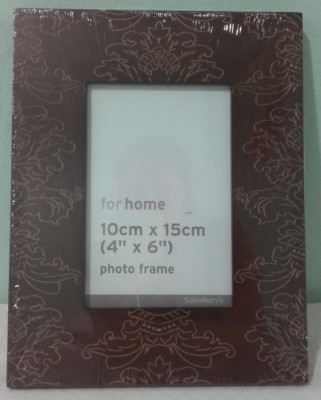 for home
10cm x 15cm
(4" x 6")
photo frame
Sainsbury's